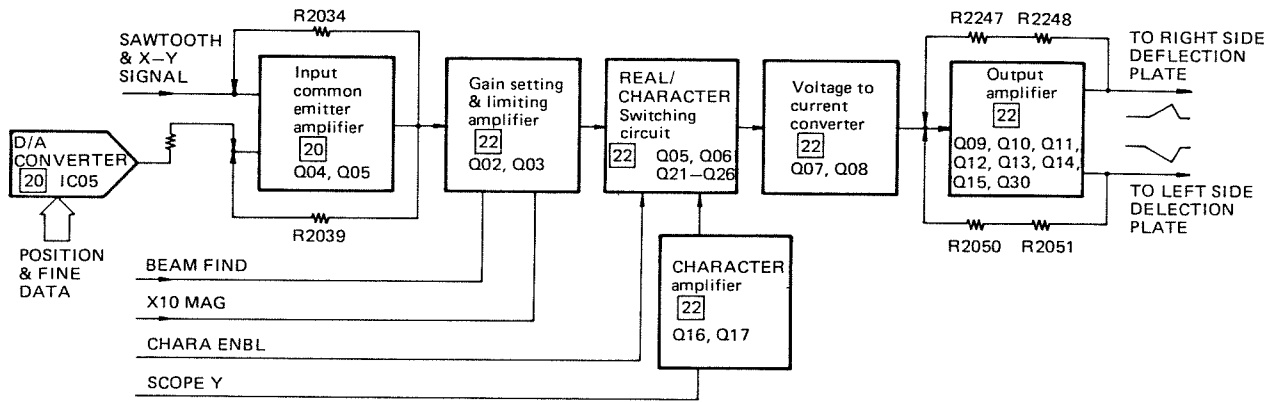 R2034
SAWTOOTH
& X–Y
SIGNAL
Input
common
emitter
amplifier
20
Q04, Q05
R2039
D/A
CONVERTER
20 IC05
POSITION
& FINE
DATA
Gain setting
& limiting
amplifier
22
Q02, Q03
REAL/
CHARACTER
Switching
circuit
22 Q05, Q06
Q21–Q26
Voltage to
current
converter
22
Q07, Q08
R2247 R2248
Output
amplifier
22
Q09, Q10, Q11,
Q12, Q13, Q14,
Q15, Q30
R2050 R2051
TO RIGHT SIDE
DEFLECTION
PLATE
TO LEFT SIDE
DELECTION
PLATE
CHARACTER
amplifier
22
Q16, Q17
BEAM FIND
X10 MAG
CHARA ENBL
SCOPE Y